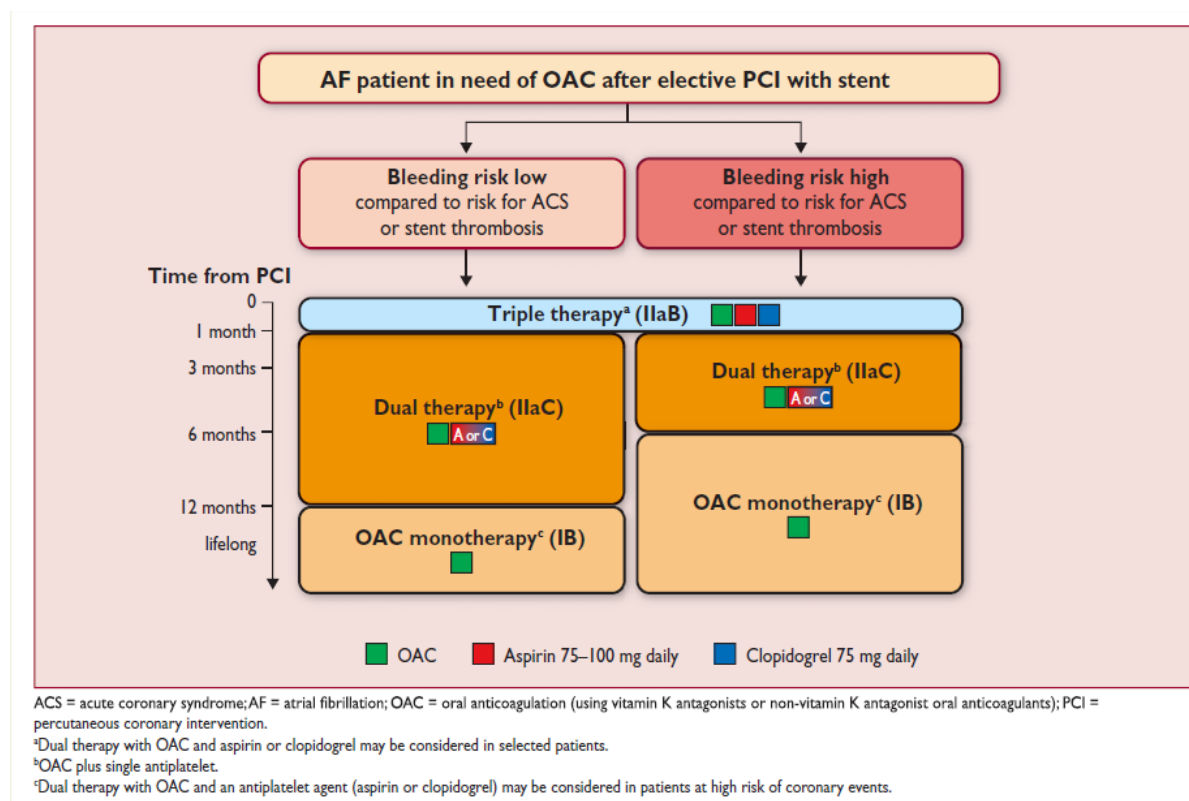 AF patient in need of OAC after elective PCI with stent
Bleeding risk low
compared to risk for ACS
or stent thrombosis
Bleeding risk high
compared to risk for ACS
or stent thrombosis
Time from PCI
0
1 month
3 months
6 months
12 months
lifelong
Triple therapyᵃ (IIaB)
Dual therapyᵇ (IIaC)
A or C
Dual therapyᵇ (IIaC)
A or C
OAC monotherapyᶜ (IB)
OAC monotherapyᶜ (IB)
OAC
Aspirin 75–100 mg daily
Clopidogrel 75 mg daily
ACS = acute coronary syndrome; AF = atrial fibrillation; OAC = oral anticoagulation (using vitamin K antagonists or non-vitamin K antagonist oral anticoagulants); PCI =
percutaneous coronary intervention.
ᵃDual therapy with OAC and aspirin or clopidogrel may be considered in selected patients.
ᵇOAC plus single antiplatelet.
ᶜDual therapy with OAC and an antiplatelet agent (aspirin or clopidogrel) may be considered in patients at high risk of coronary events.